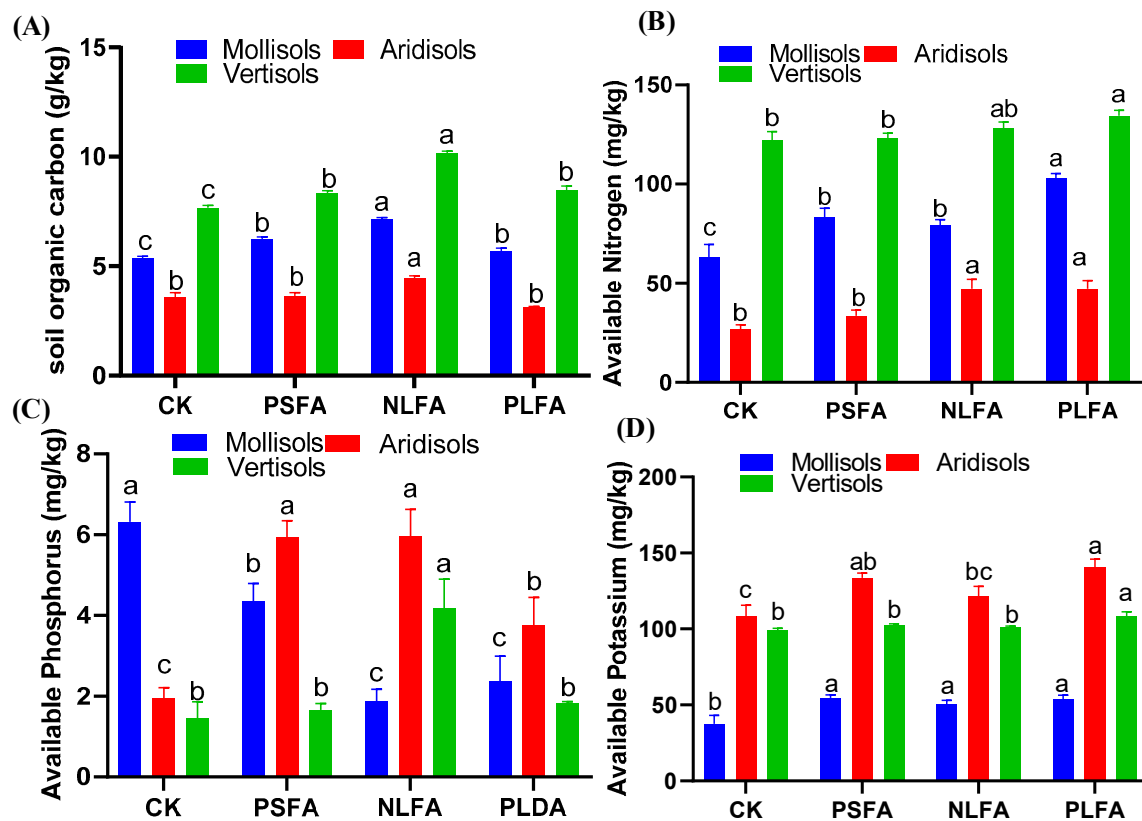 (A)
soil organic carbon (g/kg)
Mollisols Aridisols
Vertisols
15
10
5
0
c b c
b b b
a a a
b b b
CK PSFA NLFA PLFA
(B)
Available Nitrogen (mg/kg)
Mollisols Aridisols
Vertisols
150
100
50
0
c b b
b b b
b a ab
a a a
CK PSFA NLFA PLFA
(C)
Available Phosphorus (mg/kg)
Mollisols Aridisols
Vertisols
8
6
4
2
0
a c b
b a b
c a a
c b b
CK PSFA NLFA PLDA
(D)
Available Potassium (mg/kg)
Mollisols Aridisols
Vertisols
200
150
100
50
0
b c b
a ab b
a bc b
a a a
CK PSFA NLFA PLFA